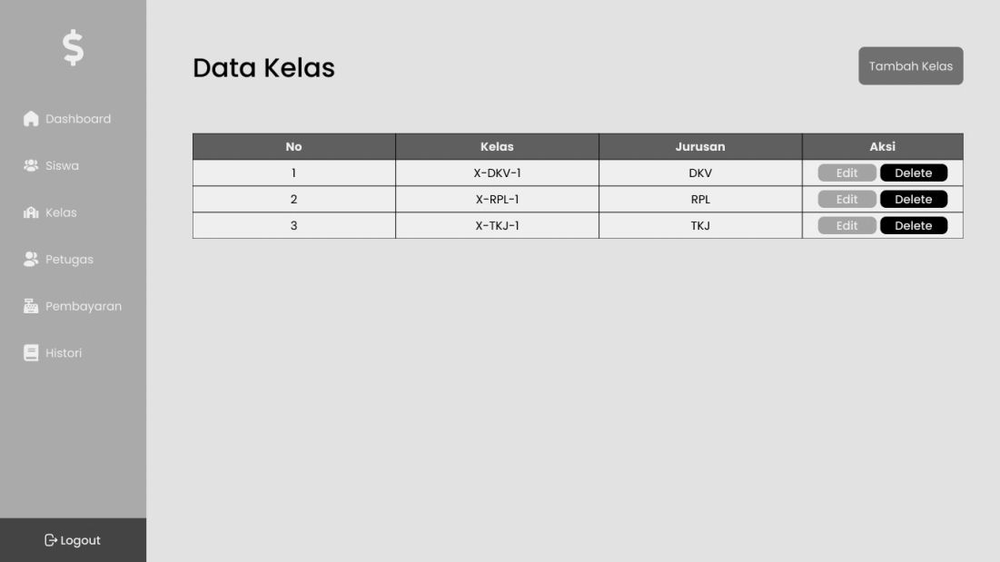 $
Dashboard
Siswa
Kelas
Petugas
Pembayaran
Histori
Logout
Data Kelas
Tambah Kelas
No Kelas Jurusan Aksi
1 X-DKV-1 DKV Edit Delete
2 X-RPL-1 RPL Edit Delete
3 X-TKJ-1 TKJ Edit Delete